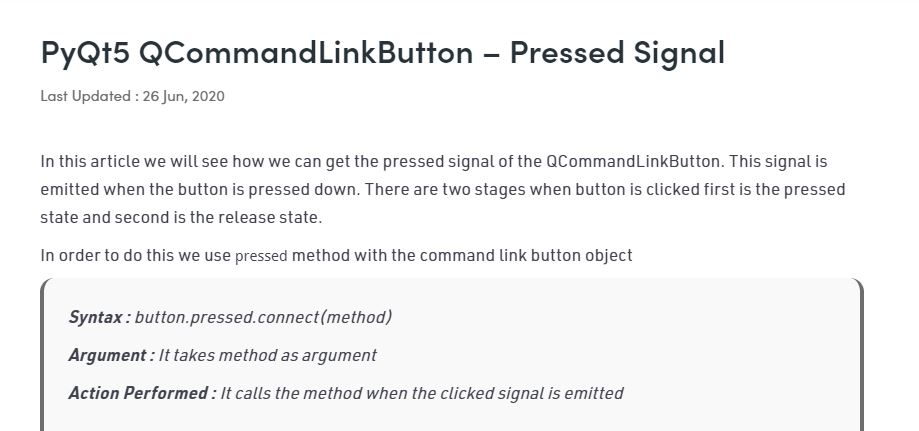 PyQt5 QCommandLinkButton – Pressed Signal
Last Updated : 26 Jun, 2020
In this article we will see how we can get the pressed signal of the QCommandLinkButton. This signal is
emitted when the button is pressed down. There are two stages when button is clicked first is the pressed
state and second is the release state.
In order to do this we use pressed method with the command link button object
Syntax : button.pressed.connect(method)
Argument : It takes method as argument
Action Performed : It calls the method when the clicked signal is emitted